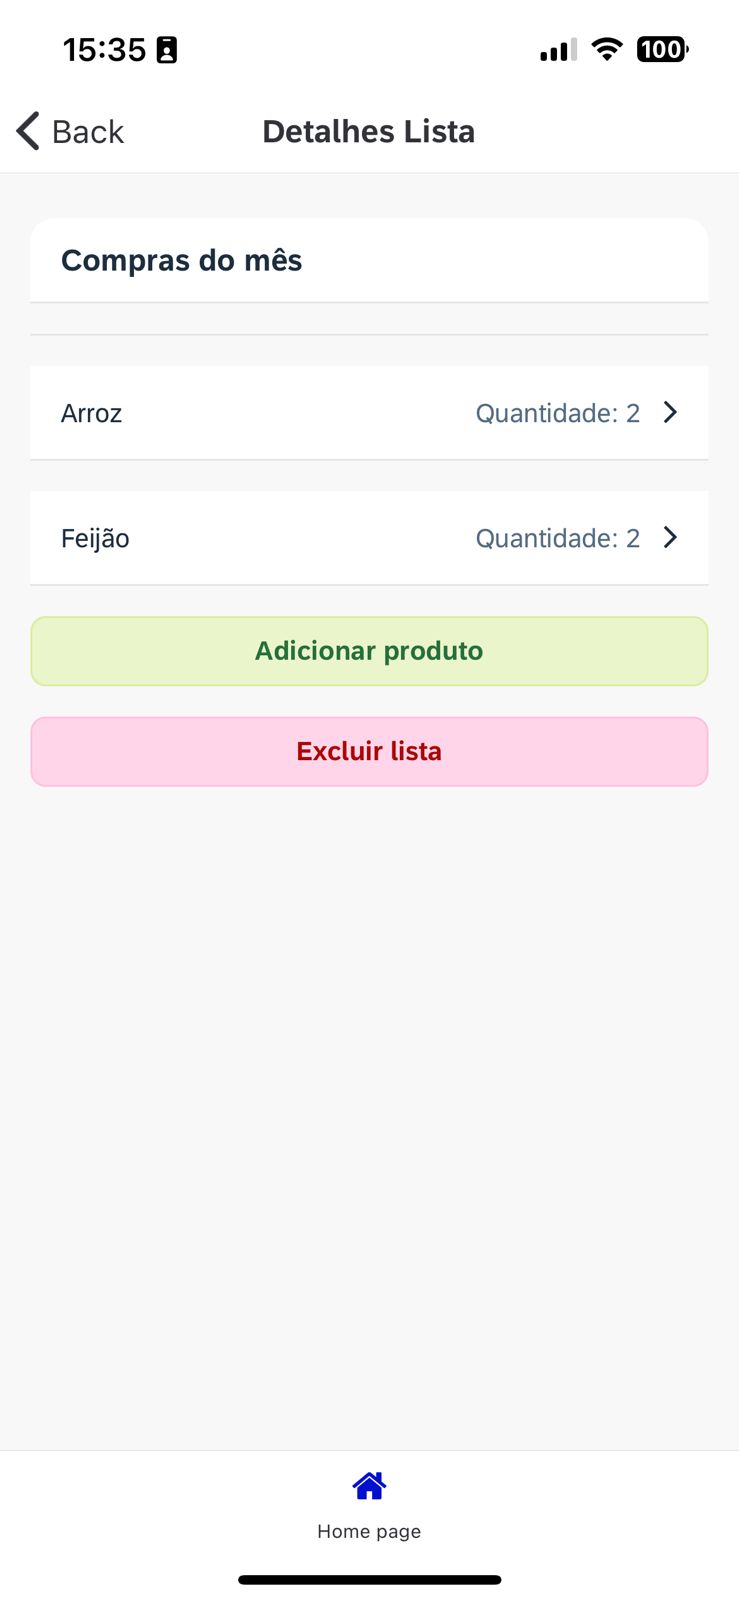 15:35
100
Back
Detalhes Lista
Compras do mês
Arroz Quantidade: 2
Feijão Quantidade: 2
Adicionar produto
Excluir lista
Home page